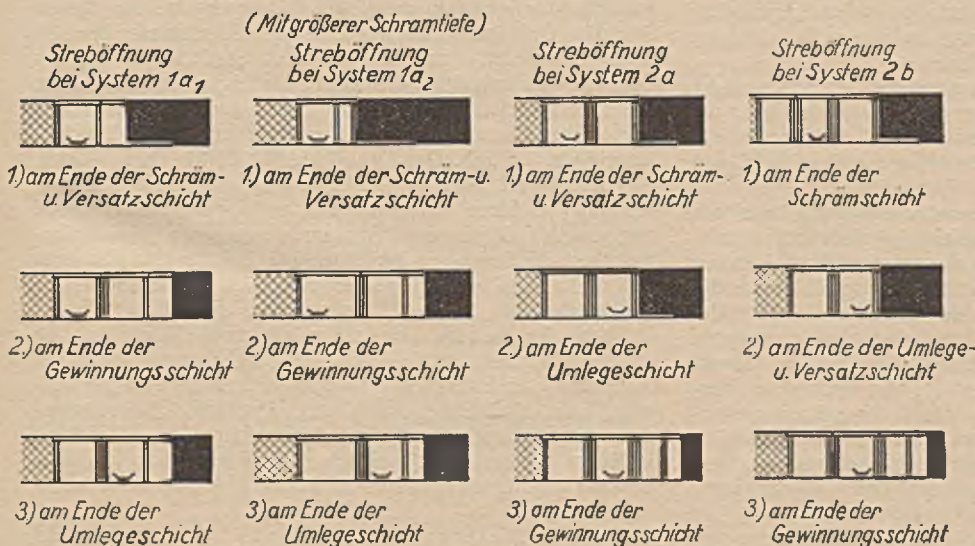 (Mit größerer Schramtiefe)
Streböffnung
bei System 1a1
Streböffnung
bei System 1a2
Streböffnung
bei System 2a
Streböffnung
bei System 2b
1.) am Ende der Schräm-
u. Versatzschicht
1.) am Ende der Schräm-u.
Versatzschicht
1.) am Ende der Schräm-
u. Versatzschicht
1.) am Ende der
Schrämschicht
2.) am Ende der
Gewinnungsschicht
2.) am Ende der
Gewinnungsschicht
2.) am Ende der
Umlegeschicht
2.) am Ende der Umlege-
u. Versatzschicht
3.) am Ende der
Umlegeschicht
3.) am Ende der
Umlegeschicht
3.) am Ende der
Gewinnungsschicht
3.) am Ende der
Gewinnungsschicht